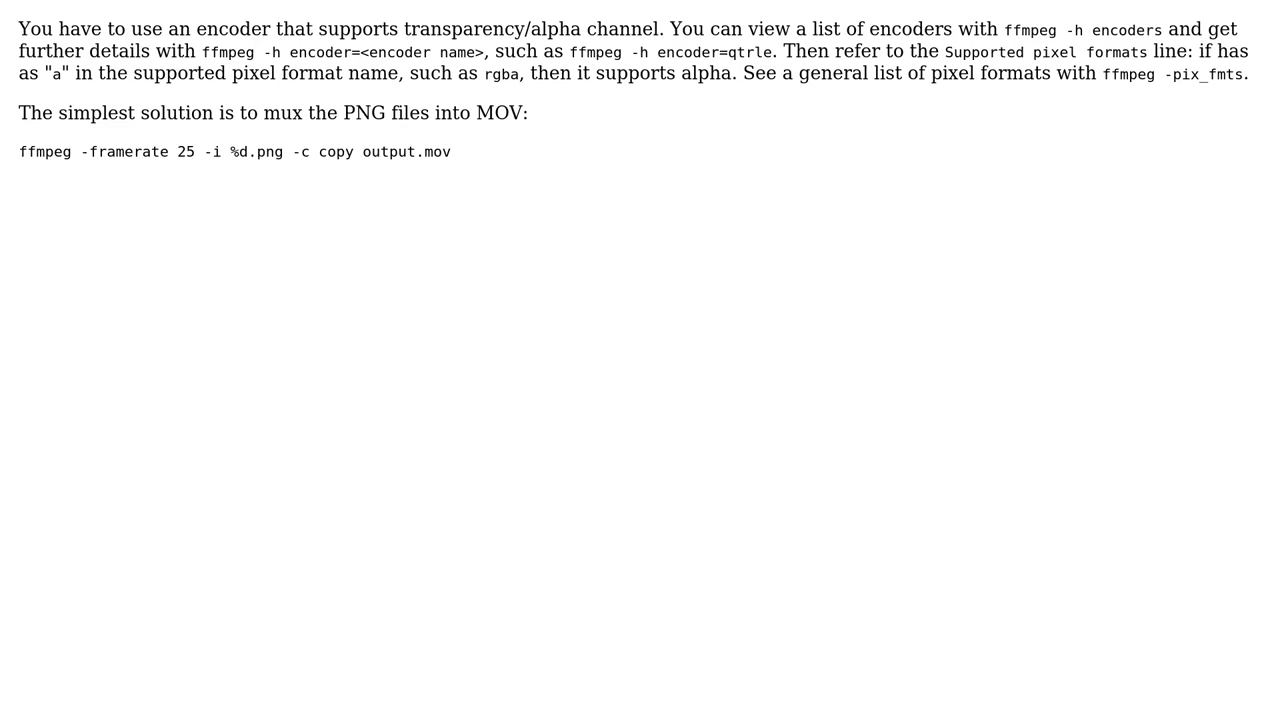 You have to use an encoder that supports transparency/alpha channel. You can view a list of encoders with ffmpeg -h encoders and get
further details with ffmpeg -h encoder=<encoder name>, such as ffmpeg -h encoder=qtrle. Then refer to the Supported pixel formats line: if has
as "a" in the supported pixel format name, such as rgba, then it supports alpha. See a general list of pixel formats with ffmpeg -pix_fmts.
The simplest solution is to mux the PNG files into MOV:
ffmpeg -framerate 25 -i %d.png -c copy output.mov